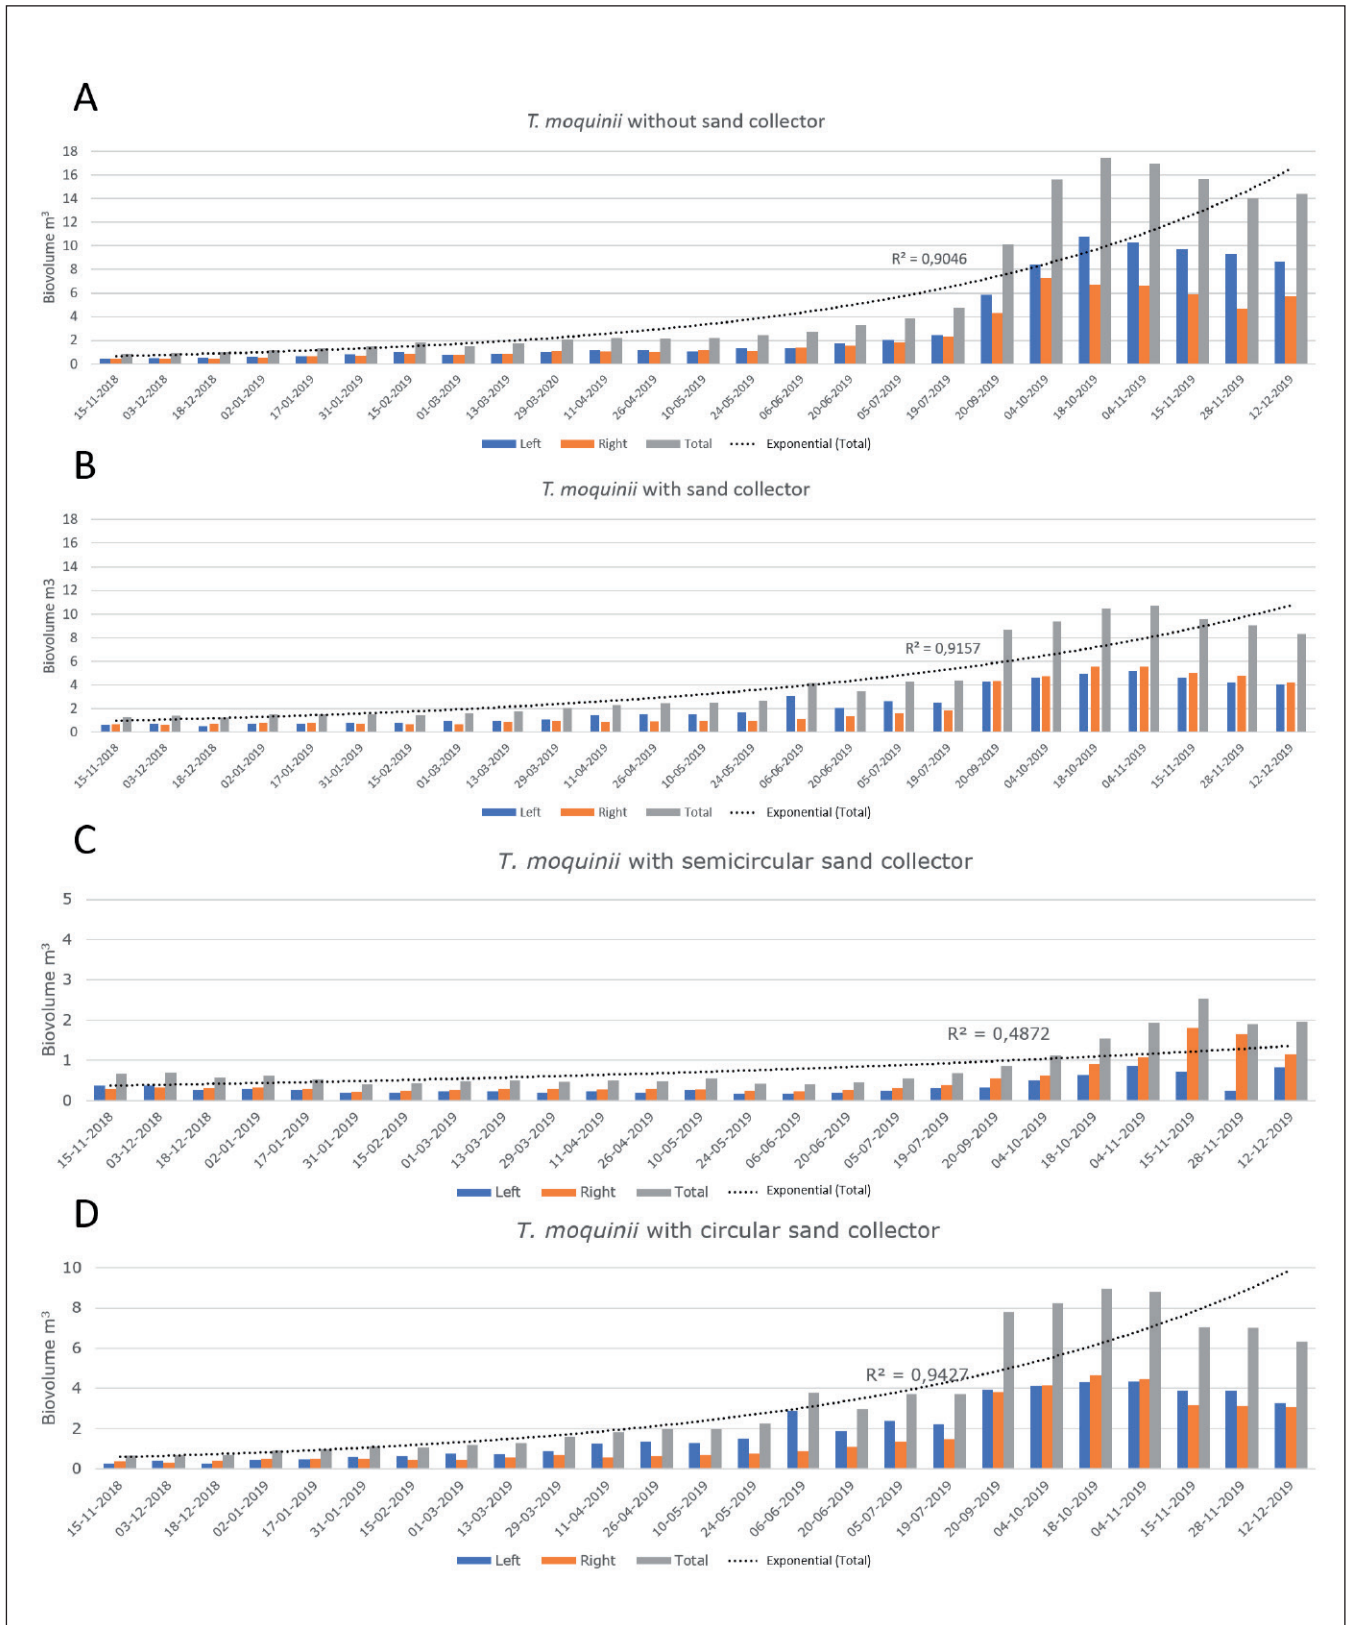 A
T. moquinii without sand collector
18
16
14
12
10
8
6
4
2
0
Biovolume m³
R² = 0,9046
15-11-2018 03-12-2018 18-12-2018 02-01-2019 17-01-2019 31-01-2019 15-02-2019 01-03-2019 13-03-2019 29-03-2020 11-04-2019 26-04-2019 10-05-2019 24-05-2019 06-06-2019 20-06-2019 05-07-2019 19-07-2019 20-09-2019 04-10-2019 18-10-2019 04-11-2019 15-11-2019 28-11-2019 12-12-2019
Left Right Total Exponential (Total)
B
T. moquinii with sand collector
18
16
14
12
10
8
6
4
2
0
Biovolume m3
R² = 0,9157
15-11-2018 03-12-2018 18-12-2018 02-01-2019 17-01-2019 31-01-2019 15-02-2019 01-03-2019 13-03-2019 29-03-2019 11-04-2019 26-04-2019 10-05-2019 24-05-2019 06-06-2019 20-06-2019 05-07-2019 19-07-2019 20-09-2019 04-10-2019 18-10-2019 04-11-2019 15-11-2019 28-11-2019 12-12-2019
Left Right Total Exponential (Total)
C
T. moquinii with semicircular sand collector
5
4
3
2
1
0
Biovolume m³
R² = 0,4872
15-11-2018 03-12-2018 18-12-2018 02-01-2019 17-01-2019 31-01-2019 15-02-2019 01-03-2019 13-03-2019 29-03-2019 11-04-2019 26-04-2019 10-05-2019 24-05-2019 06-06-2019 20-06-2019 05-07-2019 19-07-2019 20-09-2019 04-10-2019 18-10-2019 04-11-2019 15-11-2019 28-11-2019 12-12-2019
Left Right Total Exponential (Total)
D
T. moquinii with circular sand collector
10
8
6
4
2
0
Biovolume m³
R² = 0,9427
15-11-2018 03-12-2018 18-12-2018 02-01-2019 17-01-2019 31-01-2019 15-02-2019 01-03-2019 13-03-2019 29-03-2019 11-04-2019 26-04-2019 10-05-2019 24-05-2019 06-06-2019 20-06-2019 05-07-2019 19-07-2019 20-09-2019 04-10-2019 18-10-2019 04-11-2019 15-11-2019 28-11-2019 12-12-2019
Left Right Total Exponential (Total)